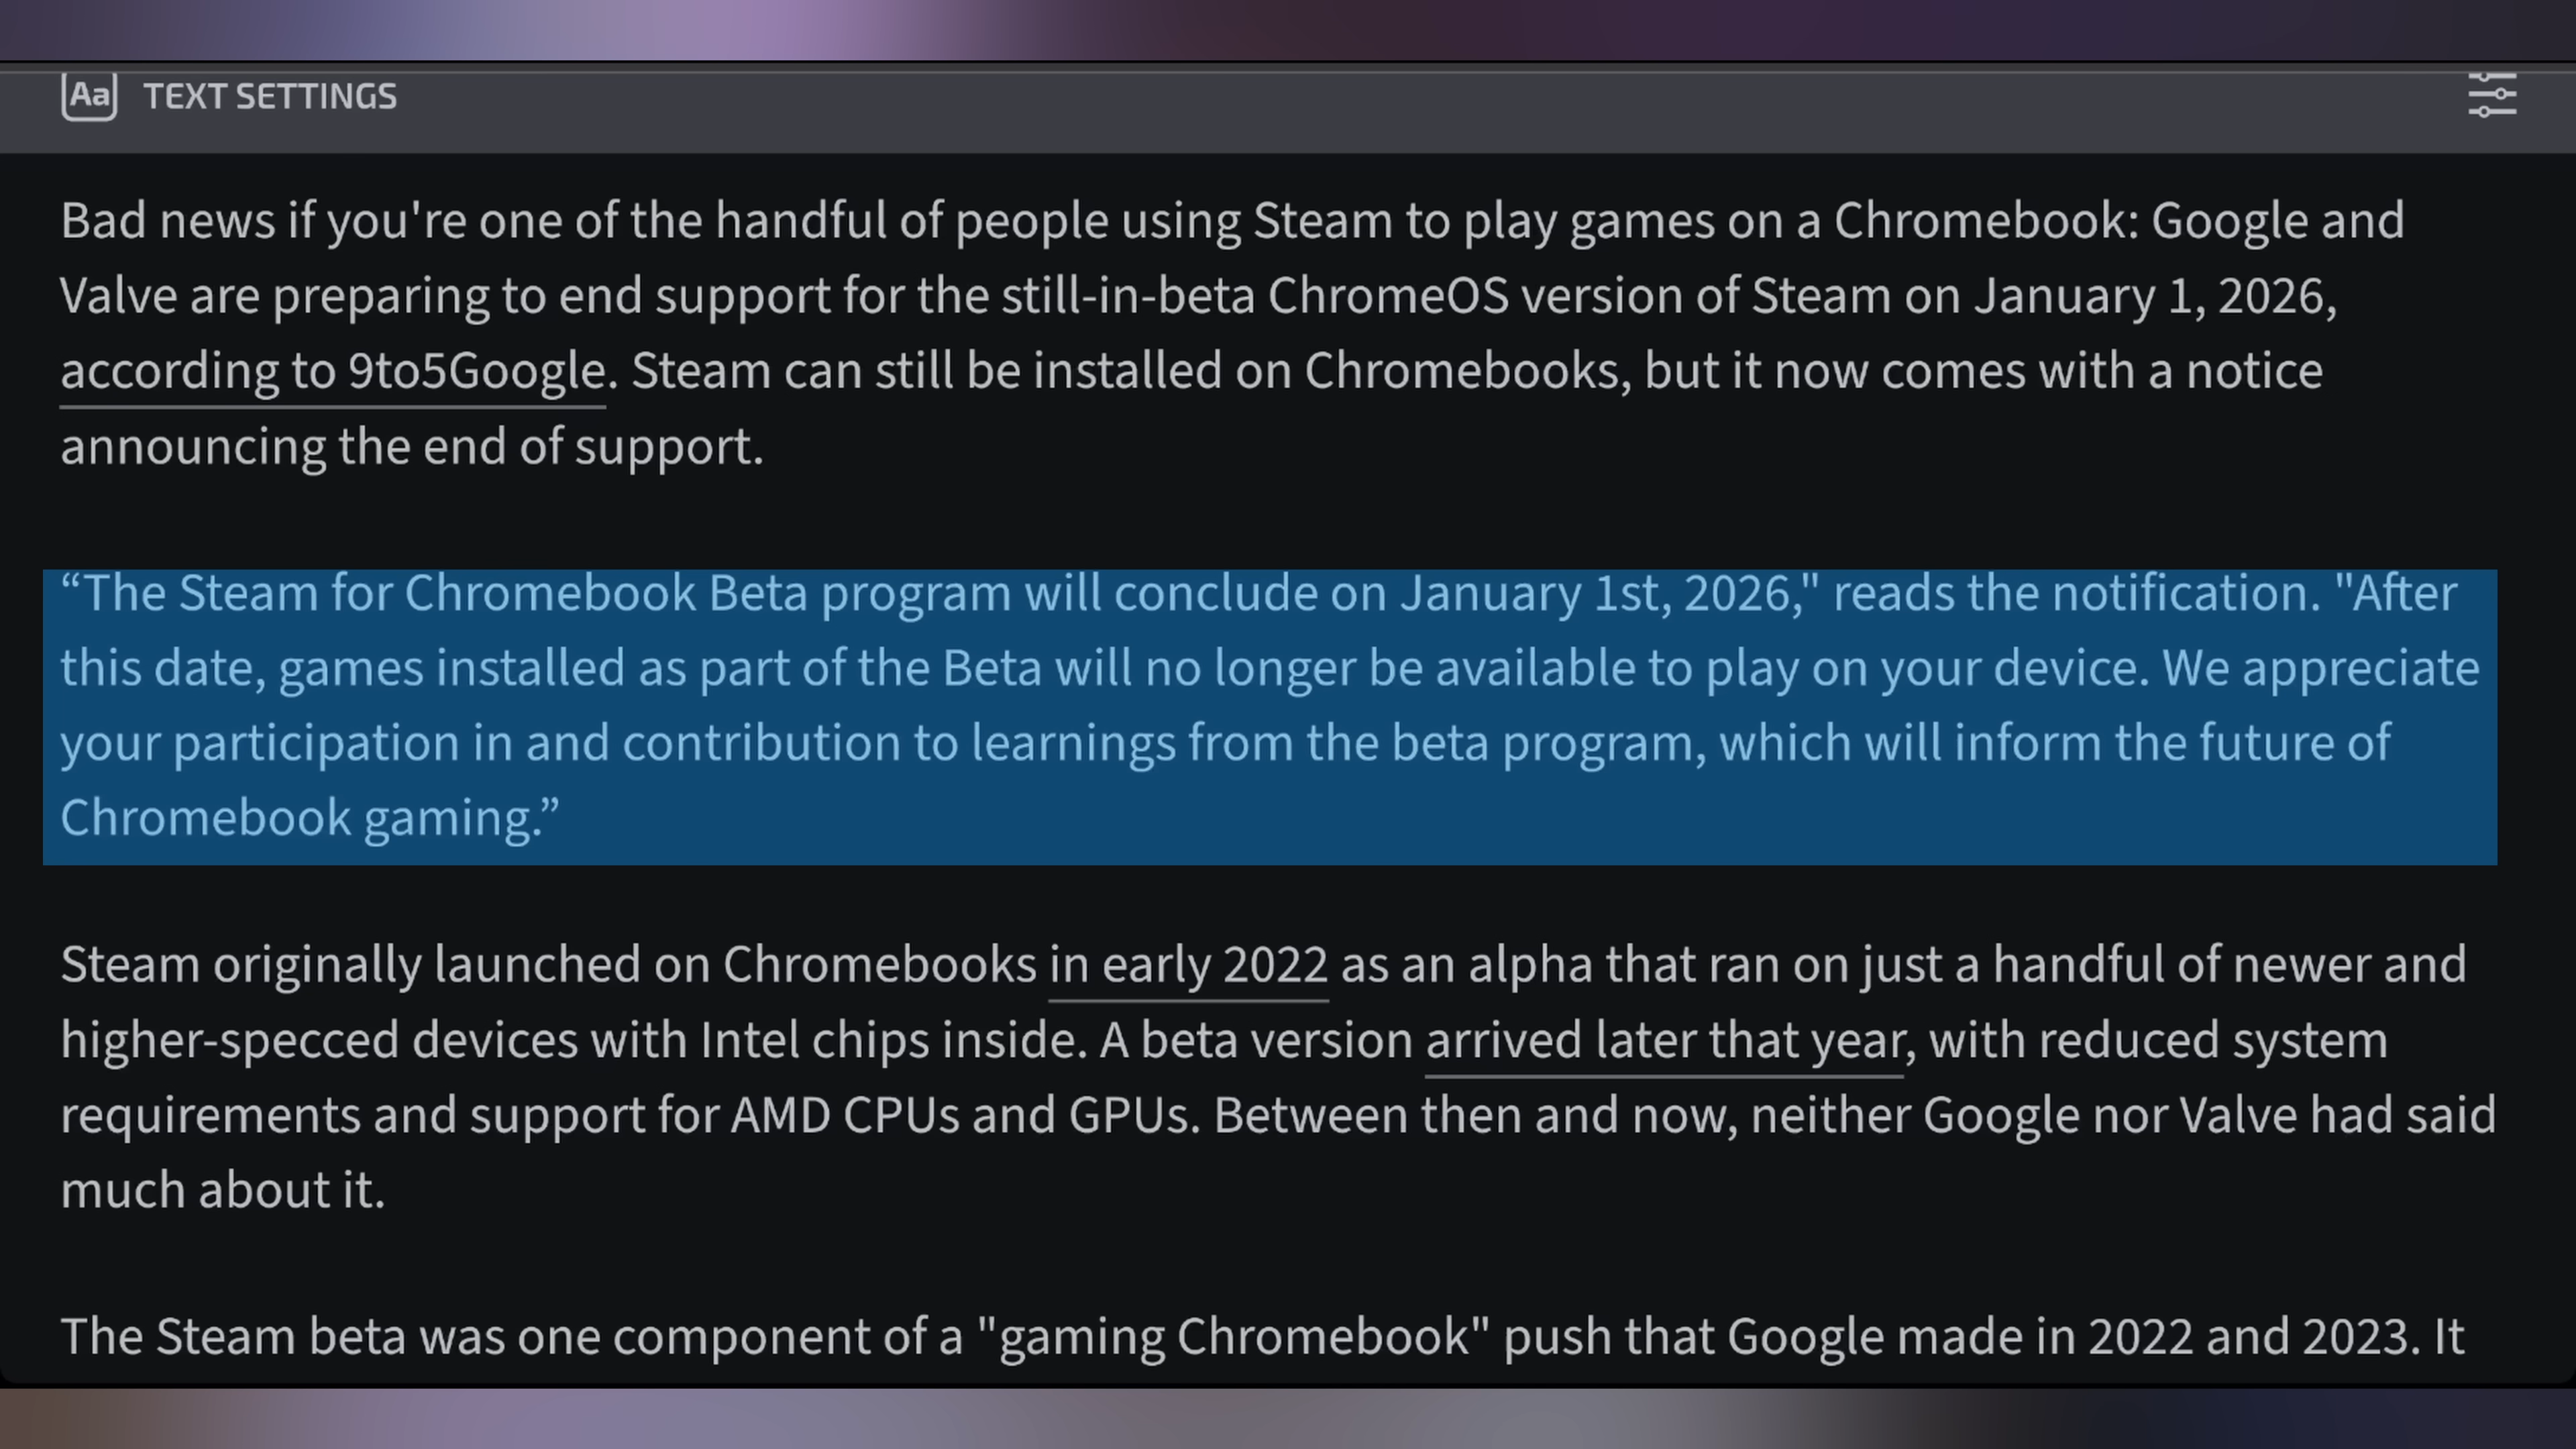 Aa TEXT SETTINGS
Bad news if you're one of the handful of people using Steam to play games on a Chromebook: Google and
Valve are preparing to end support for the still-in-beta ChromeOS version of Steam on January 1, 2026,
according to 9to5Google. Steam can still be installed on Chromebooks, but it now comes with a notice
announcing the end of support.
“The Steam for Chromebook Beta program will conclude on January 1st, 2026," reads the notification. "After
this date, games installed as part of the Beta will no longer be available to play on your device. We appreciate
your participation in and contribution to learnings from the beta program, which will inform the future of
Chromebook gaming.”
Steam originally launched on Chromebooks in early 2022 as an alpha that ran on just a handful of newer and
higher-specced devices with Intel chips inside. A beta version arrived later that year, with reduced system
requirements and support for AMD CPUs and GPUs. Between then and now, neither Google nor Valve had said
much about it.
The Steam beta was one component of a "gaming Chromebook" push that Google made in 2022 and 2023. It